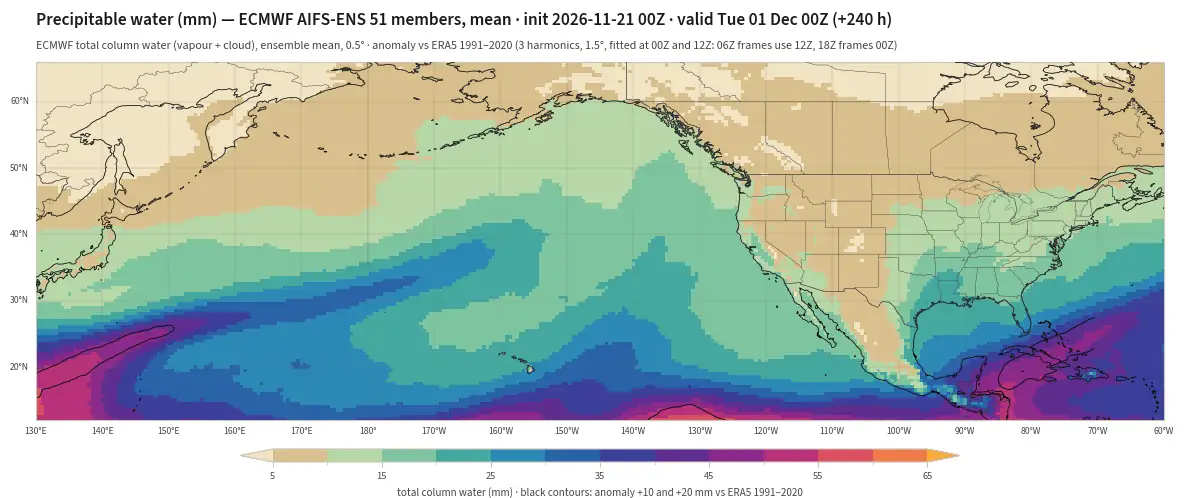 Precipitable water (mm) — ECMWF AIFS-ENS 51 members, mean · init 2026-11-21 00Z · valid Tue 01 Dec 00Z (+240 h)
ECMWF total column water (vapour + cloud), ensemble mean, 0.5° · anomaly vs ERA5 1991–2020 (3 harmonics, 1.5°, fitted at 00Z and 12Z: 06Z frames use 12Z, 18Z frames 00Z)
60°N
50°N
40°N
30°N
20°N
130°E 140°E 150°E 160°E 170°E 180° 170°W 160°W 150°W 140°W 130°W 120°W 110°W 100°W 90°W 80°W 70°W 60°W
5 15 25 35 45 55 65
total column water (mm) · black contours: anomaly +10 and +20 mm vs ERA5 1991–2020